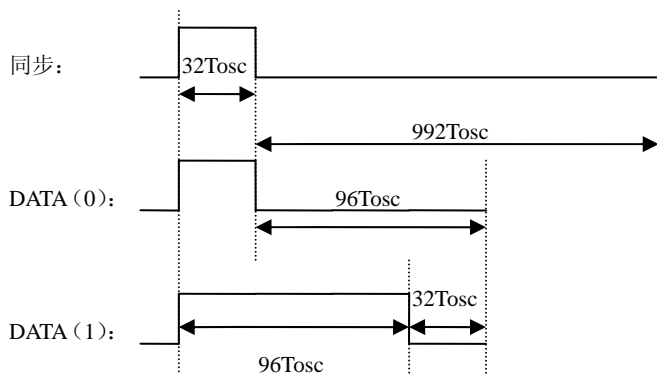 同步：
32Tosc
992Tosc
DATA（0）：
96Tosc
32Tosc
DATA（1）：
96Tosc